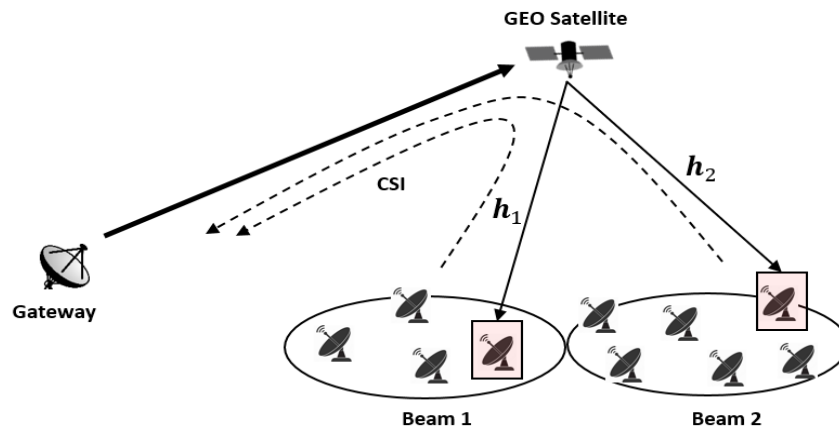 GEO Satellite
h₂
CSI
h₁
Gateway
Beam 1
Beam 2